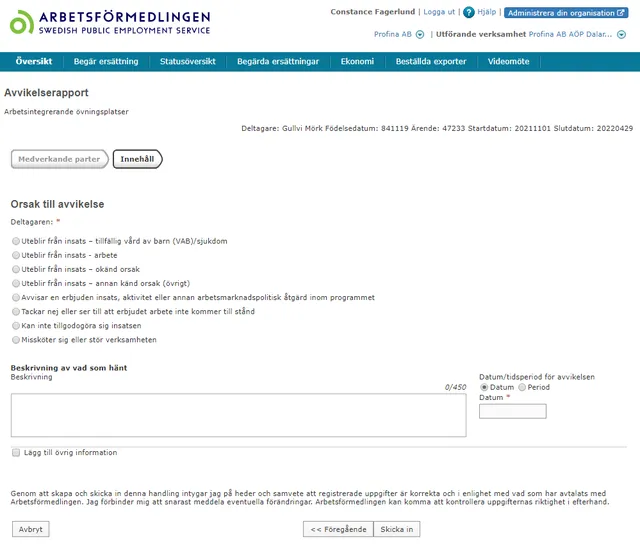 ARBETSFÖRMEDLINGEN
SWEDISH PUBLIC EMPLOYMENT SERVICE
Constance Fagerlund | Logga ut | ? Hjälp | Administrera din organisation
Profina AB | Utförande verksamhet Profina AB AÖP Dalar...
Översikt Begär ersättning Statusöversikt Begärda ersättningar Ekonomi Beställda exporter Videomöte
Avvikelserapport
Arbetsintegrerande övningsplatser
Deltagare: Gullvi Mörk Födelsedatum: 841119 Ärende: 47233 Startdatum: 20211101 Slutdatum: 20220429
Medverkande parter Innehåll
Orsak till avvikelse
Deltagaren: *
Uteblir från insats – tillfällig vård av barn (VAB)/sjukdom
Uteblir från insats - arbete
Uteblir från insats – okänd orsak
Uteblir från insats – annan känd orsak (övrigt)
Avvisar en erbjuden insats, aktivitet eller annan arbetsmarknadspolitisk åtgärd inom programmet
Tackar nej eller ser till att erbjudet arbete inte kommer till stånd
Kan inte tillgodogöra sig insatsen
Missköter sig eller stör verksamheten
Beskrivning av vad som hänt
Beskrivning
0/450
Datum/tidsperiod för avvikelsen
Datum Period
Datum *
Lägg till övrig information
Genom att skapa och skicka in denna handling intygar jag på heder och samvete att registrerade uppgifter är korrekta och i enlighet med vad som har avtalats med
Arbetsförmedlingen. Jag förbinder mig att snarast meddela eventuella förändringar. Arbetsförmedlingen kan komma att kontrollera uppgifternas riktighet i efterhand.
Avbryt << Föregående Skicka in